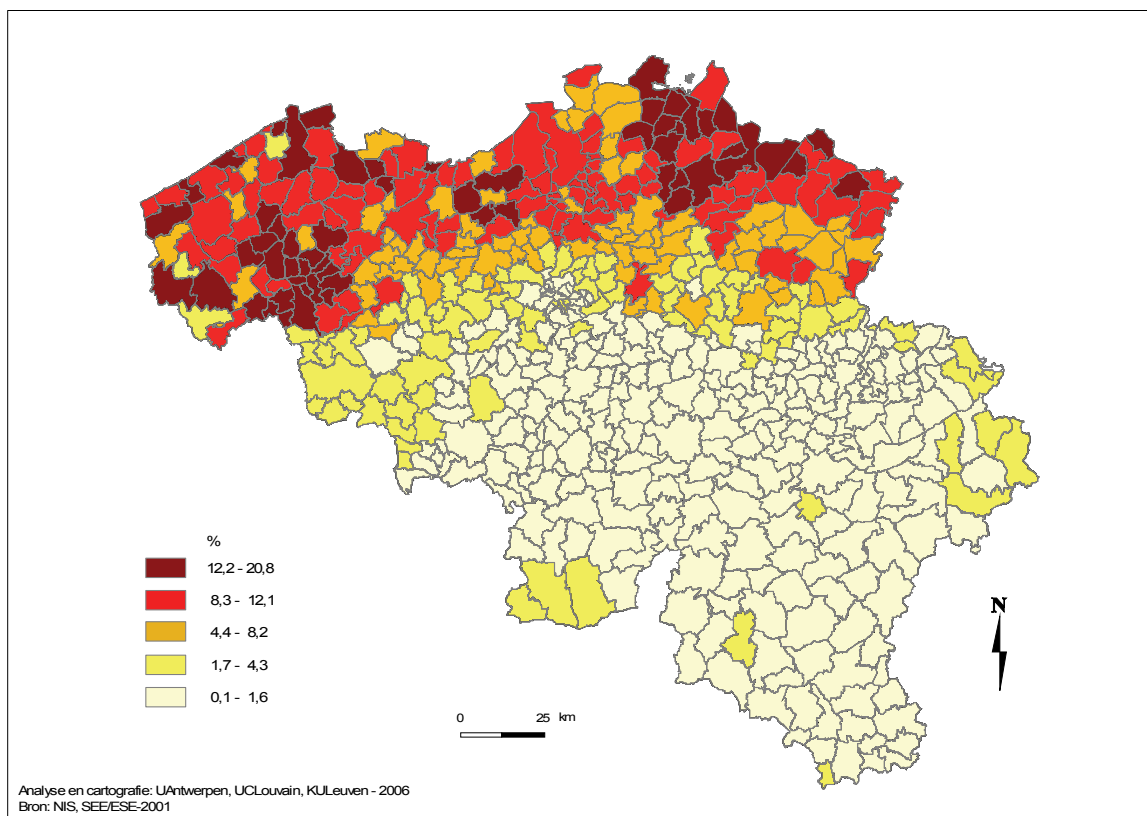 %
12,2 - 20,8
8,3 - 12,1
4,4 - 8,2
1,7 - 4,3
0,1 - 1,6
N
0 25 km
Analyse en cartografie: UAntwerpen, UCLouvain, KULeuven - 2006
Bron: NIS, SEE/ESE-2001